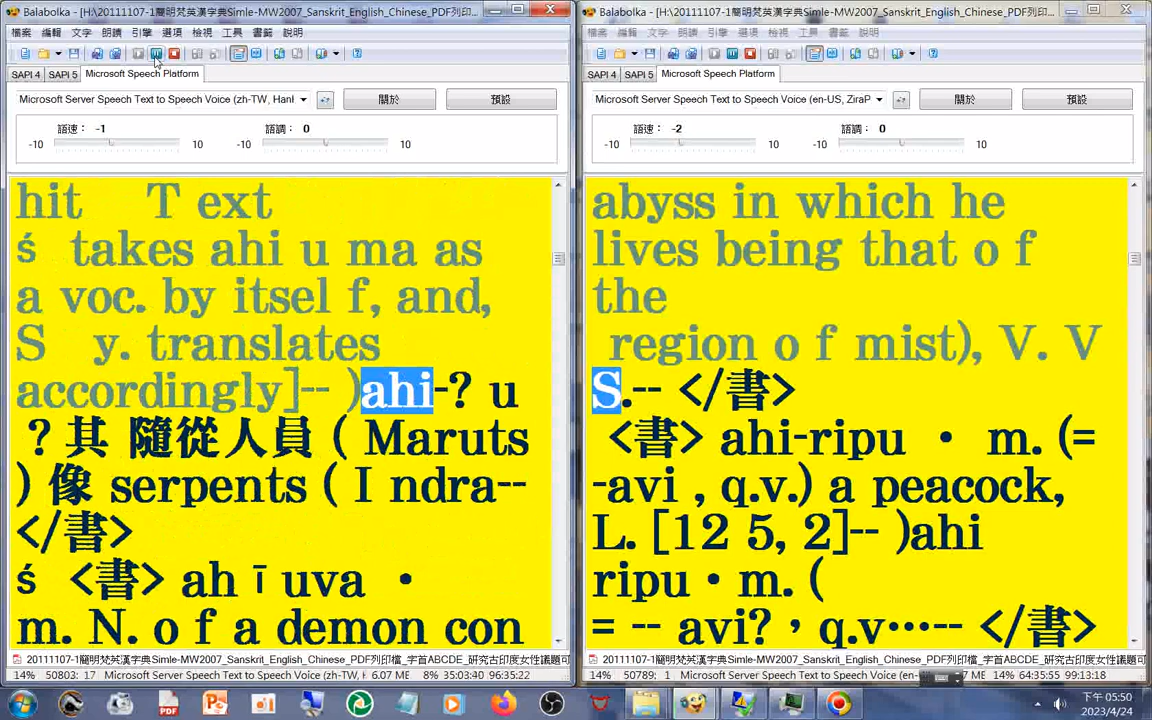 Balabolka - [H:\20111107-1簡明梵英漢字典Simle-MW2007_Sanskrit_English_Chinese_PDF列印...
檔案 編輯 文字 朗讀 引擎 選項 檢視 工具 書籤 說明
SAPI 4 SAPI 5 Microsoft Speech Platform
Microsoft Server Speech Text to Speech Voice (zh-TW, Hanl
關於
預設
語速: -1
語調: 0
-10 10 -10 10
hit T ext
ś takes ahi u ma as
a voc. by itsel f, and,
S y. translates
accordingly]-- )ahi-? u
? 其 隨從人員 ( Maruts
) 像 serpents ( I ndra--
</書>
ś <書> ah ī uva •
m. N. o f a demon con
20111107-1簡明梵英漢字典Simle-MW2007_Sanskrit_English_Chinese_PDF列印檔_字首ABCDE_研究古印度女性議題可
14% 50803: 17 Microsoft Server Speech Text to Speech Voice (zh-TW, H 6.07 ME 8% 35:03:40 96:35:22
Balabolka - [H:\20111107-1簡明梵英漢字典Simle-MW2007_Sanskrit_English_Chinese_PDF列印...
檔案 編輯 文字 朗讀 引擎 選項 檢視 工具 書籤 說明
SAPI 4 SAPI 5 Microsoft Speech Platform
Microsoft Server Speech Text to Speech Voice (en-US, ZiraP
關於
預設
語速: -2
語調: 0
-10 10 -10 10
abyss in which he
lives being that o f
the
region o f mist), V. V
S.-- </書>
<書> ahi-ripu • m. (=
-avi , q.v.) a peacock,
L. [12 5, 2]-- )ahi
ripu • m. (
= -- avi? , q.v…-- </書>
20111107-1簡明梵英漢字典Simle-MW2007_Sanskrit_English_Chinese_PDF列印檔_字首ABCDE_研究古印度女性議題可
14% 50789: 1 Microsoft Server Speech Text to Speech Voice (en-U ME 14% 64:35:55 99:13:18
PDF
下午 05:50
2023/4/24